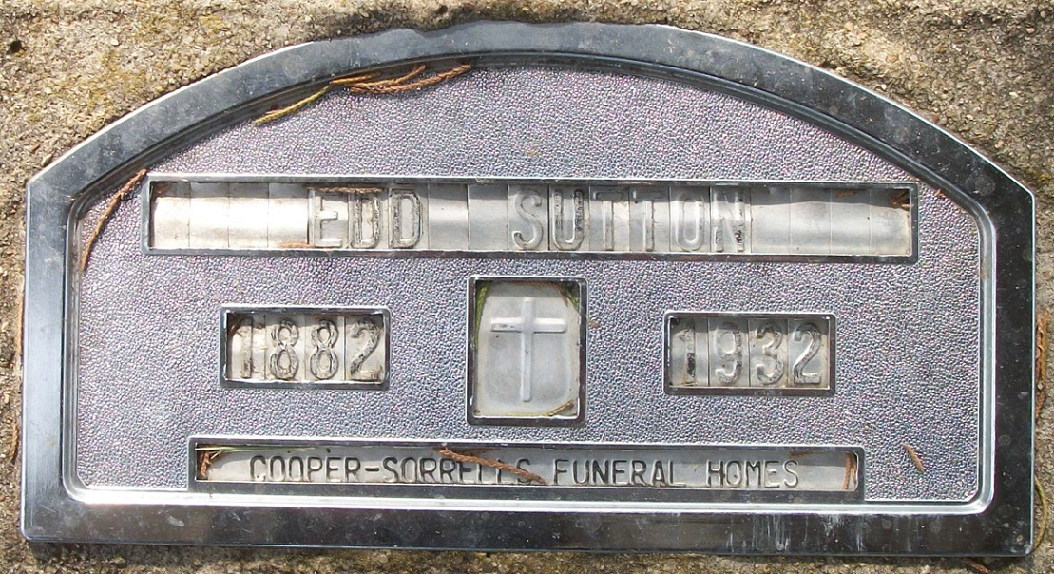 EDD SUTTON
1882 1932
COOPER-SORRELLS FUNERAL HOMES